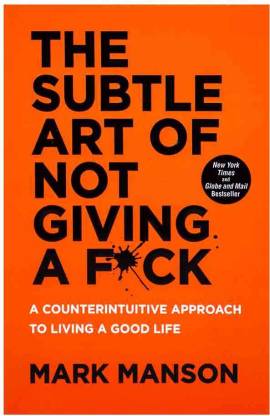 THE
SUBTLE
ART OF
NOT
GIVING
A F*CK
New York
Times
and
Globe and Mail
Bestseller
A COUNTERINTUITIVE APPROACH
TO LIVING A GOOD LIFE
MARK MANSON